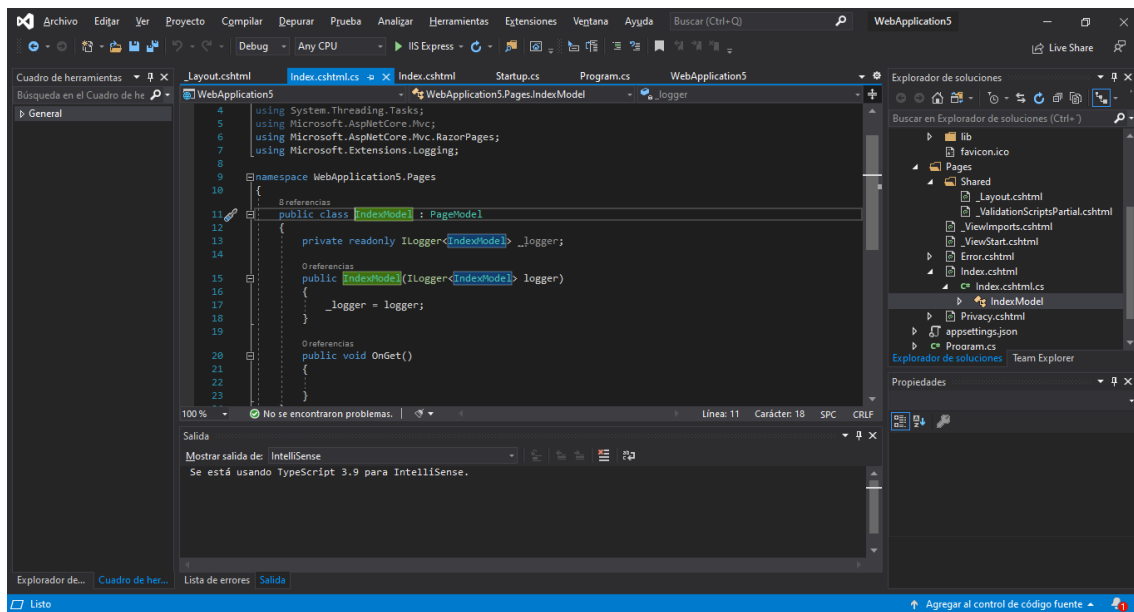 Archivo Editar Ver Proyecto Compilar Depurar Prueba Analizar Herramientas Extensiones Ventana Ayuda Buscar (Ctrl+Q) WebApplication5
Debug Any CPU IIS Express Live Share
Cuadro de herramientas
Búsqueda en el Cuadro de he
General
_Layout.cshtml Index.cshtml.cs Index.cshtml Startup.cs Program.cs WebApplication5
WebApplication5 WebApplication5.Pages.IndexModel _logger
4 using System.Threading.Tasks;
5 using Microsoft.AspNetCore.Mvc;
6 using Microsoft.AspNetCore.Mvc.RazorPages;
7 using Microsoft.Extensions.Logging;
8
9 namespace WebApplication5.Pages
10 {
8 referencias
11 public class IndexModel : PageModel
12 {
13 private readonly ILogger<IndexModel> _logger;
14
0 referencias
15 public IndexModel(ILogger<IndexModel> logger)
16 {
17 _logger = logger;
18 }
19
0 referencias
20 public void OnGet()
21 {
22
23 }
100 % No se encontraron problemas. Línea: 11 Carácter: 18 SPC CRLF
Salida
Mostrar salida de: IntelliSense
Se está usando TypeScript 3.9 para IntelliSense.
Explorador de... Cuadro de her... Lista de errores Salida
Explorador de soluciones
Buscar en Explorador de soluciones (Ctrl+´)
lib
favicon.ico
Pages
Shared
_Layout.cshtml
_ValidationScriptsPartial.cshtml
_ViewImports.cshtml
_ViewStart.cshtml
Error.cshtml
Index.cshtml
C# Index.cshtml.cs
IndexModel
Privacy.cshtml
appsettings.json
C# Program.cs
Explorador de soluciones Team Explorer
Propiedades
Listo Agregar al control de código fuente 1